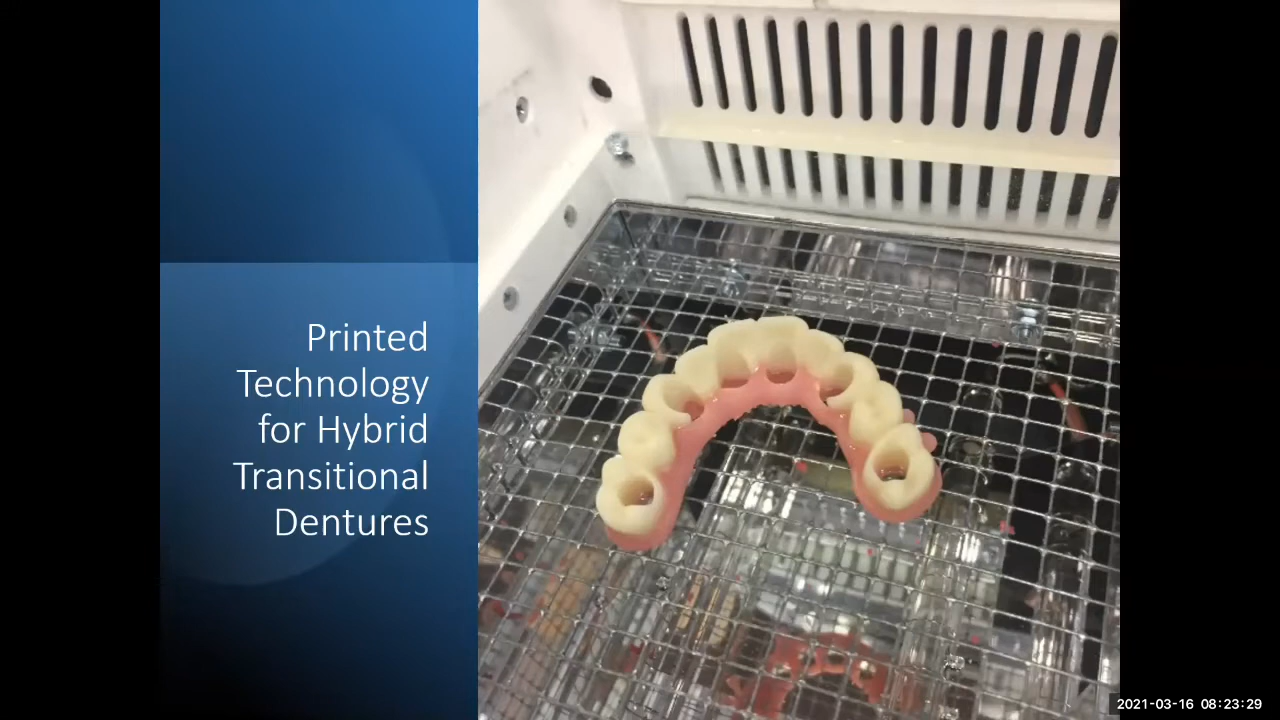 Printed
Technology
for Hybrid
Transitional
Dentures
2021-03-16 08:23:29